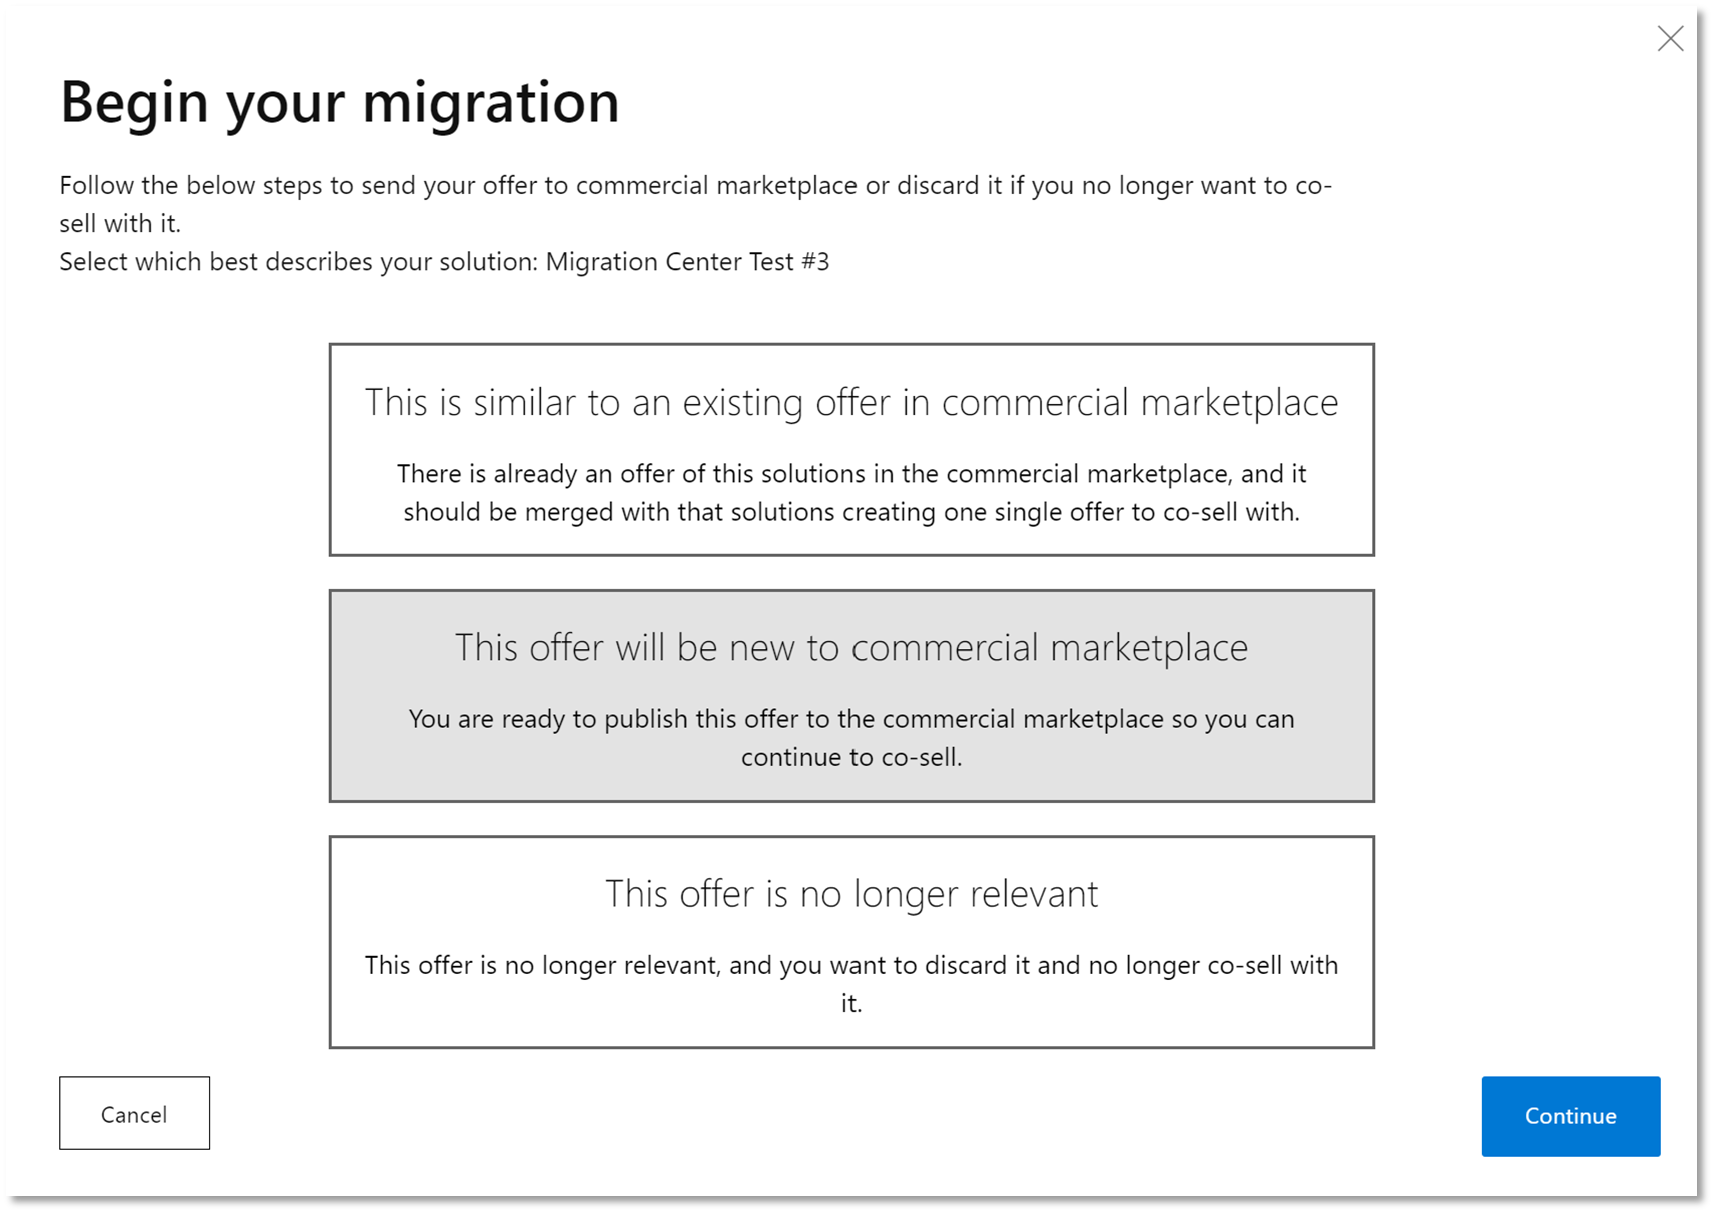 Begin your migration
Follow the below steps to send your offer to commercial marketplace or discard it if you no longer want to co-
sell with it.
Select which best describes your solution: Migration Center Test #3
This is similar to an existing offer in commercial marketplace
There is already an offer of this solutions in the commercial marketplace, and it
should be merged with that solutions creating one single offer to co-sell with.
This offer will be new to commercial marketplace
You are ready to publish this offer to the commercial marketplace so you can
continue to co-sell.
This offer is no longer relevant
This offer is no longer relevant, and you want to discard it and no longer co-sell with
it.
Cancel
Continue